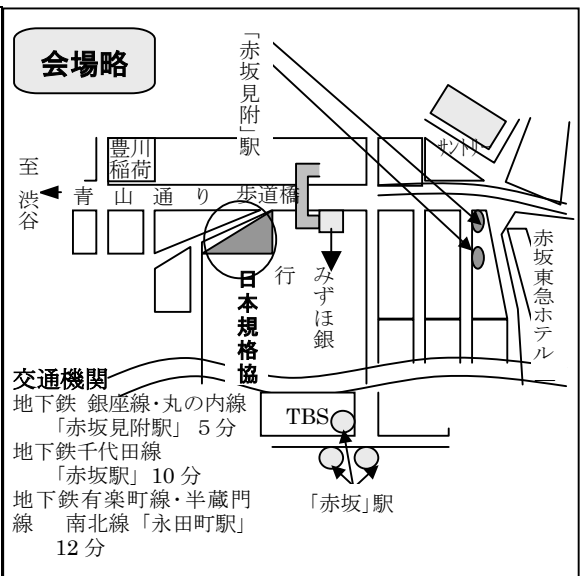 会場略
「赤坂見附」駅
豊川
稲荷
サントリー
至
渋谷
青山通り
歩道橋
赤坂東急ホテル
みずほ銀
行
日本規格協
交通機関
地下鉄 銀座線・丸の内線
「赤坂見附駅」 5分
地下鉄千代田線
「赤坂駅」10分
地下鉄有楽町線・半蔵門
線 南北線「永田町駅」
12分
TBS
「赤坂」駅